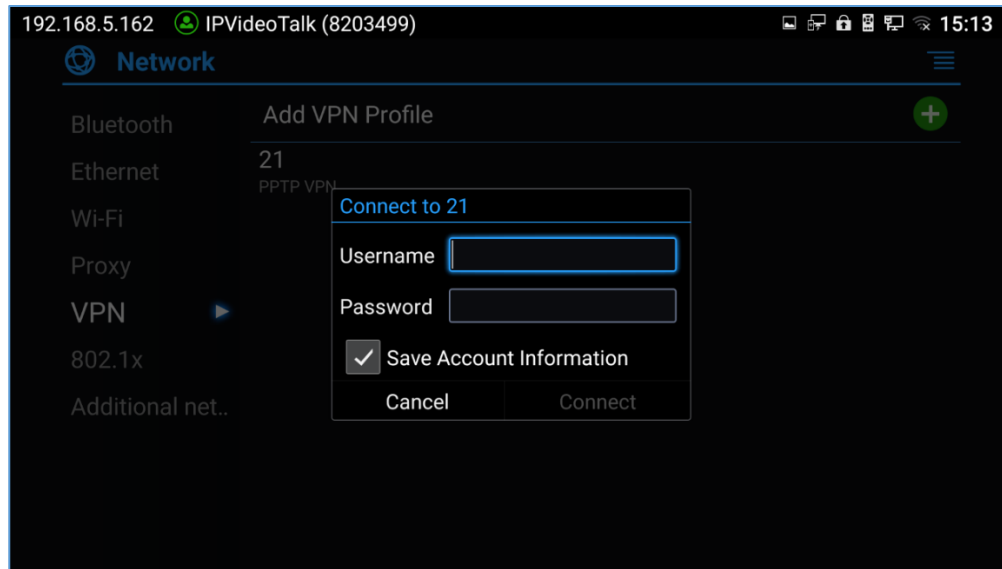 192.168.5.162 IPVideoTalk (8203499) 15:13
Network
Bluetooth
Ethernet
Wi-Fi
Proxy
VPN
802.1x
Additional net..
Add VPN Profile
21
PPTP VPN
Connect to 21
Username
Password
Save Account Information
Cancel Connect